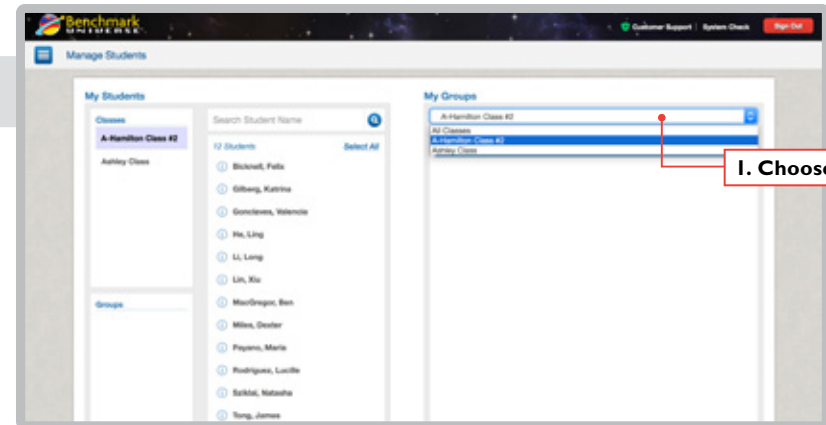 Benchmark
UNIVERSE
Customer Support | System Check
Sign Out
Manage Students
My Students
Classes
A-Hamilton Class #2
Ashley Class
Groups
Search Student Name
12 Students
Select All
Bicknell, Felix
Gilberg, Katrina
Goncleves, Valencia
He, Ling
Li, Long
Lin, Xiu
MacGregor, Ben
Miles, Dexter
Payano, Maria
Rodriguez, Lucille
Sziklai, Natasha
Tong, James
My Groups
A-Hamilton Class #2
All Classes
A-Hamilton Class #2
Ashley Class
1. Choose